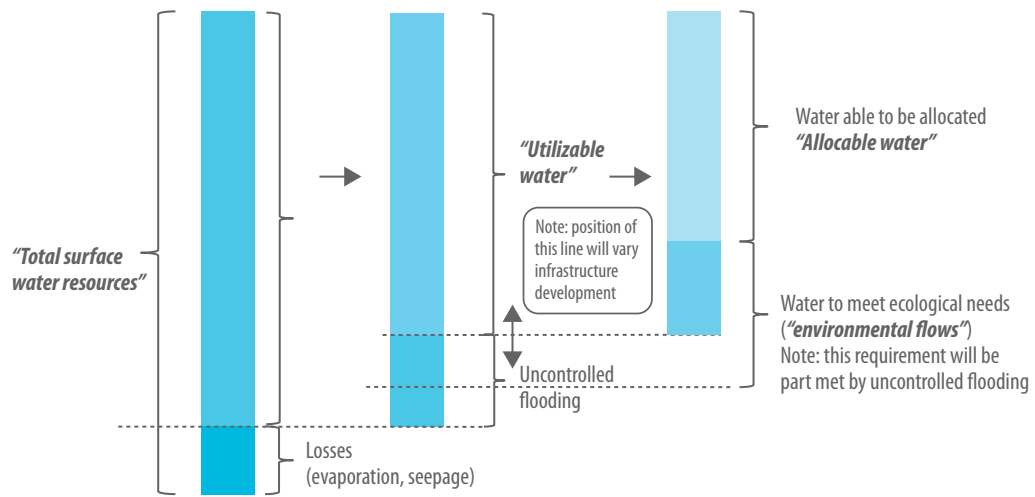 “Total surface
water resources”
Losses
(evaporation, seepage)
“Utilizable
water”
Note: position of
this line will vary
infrastructure
development
Uncontrolled
flooding
Water able to be allocated
“Allocable water”
Water to meet ecological needs
(“environmental flows”)
Note: this requirement will be
part met by uncontrolled flooding